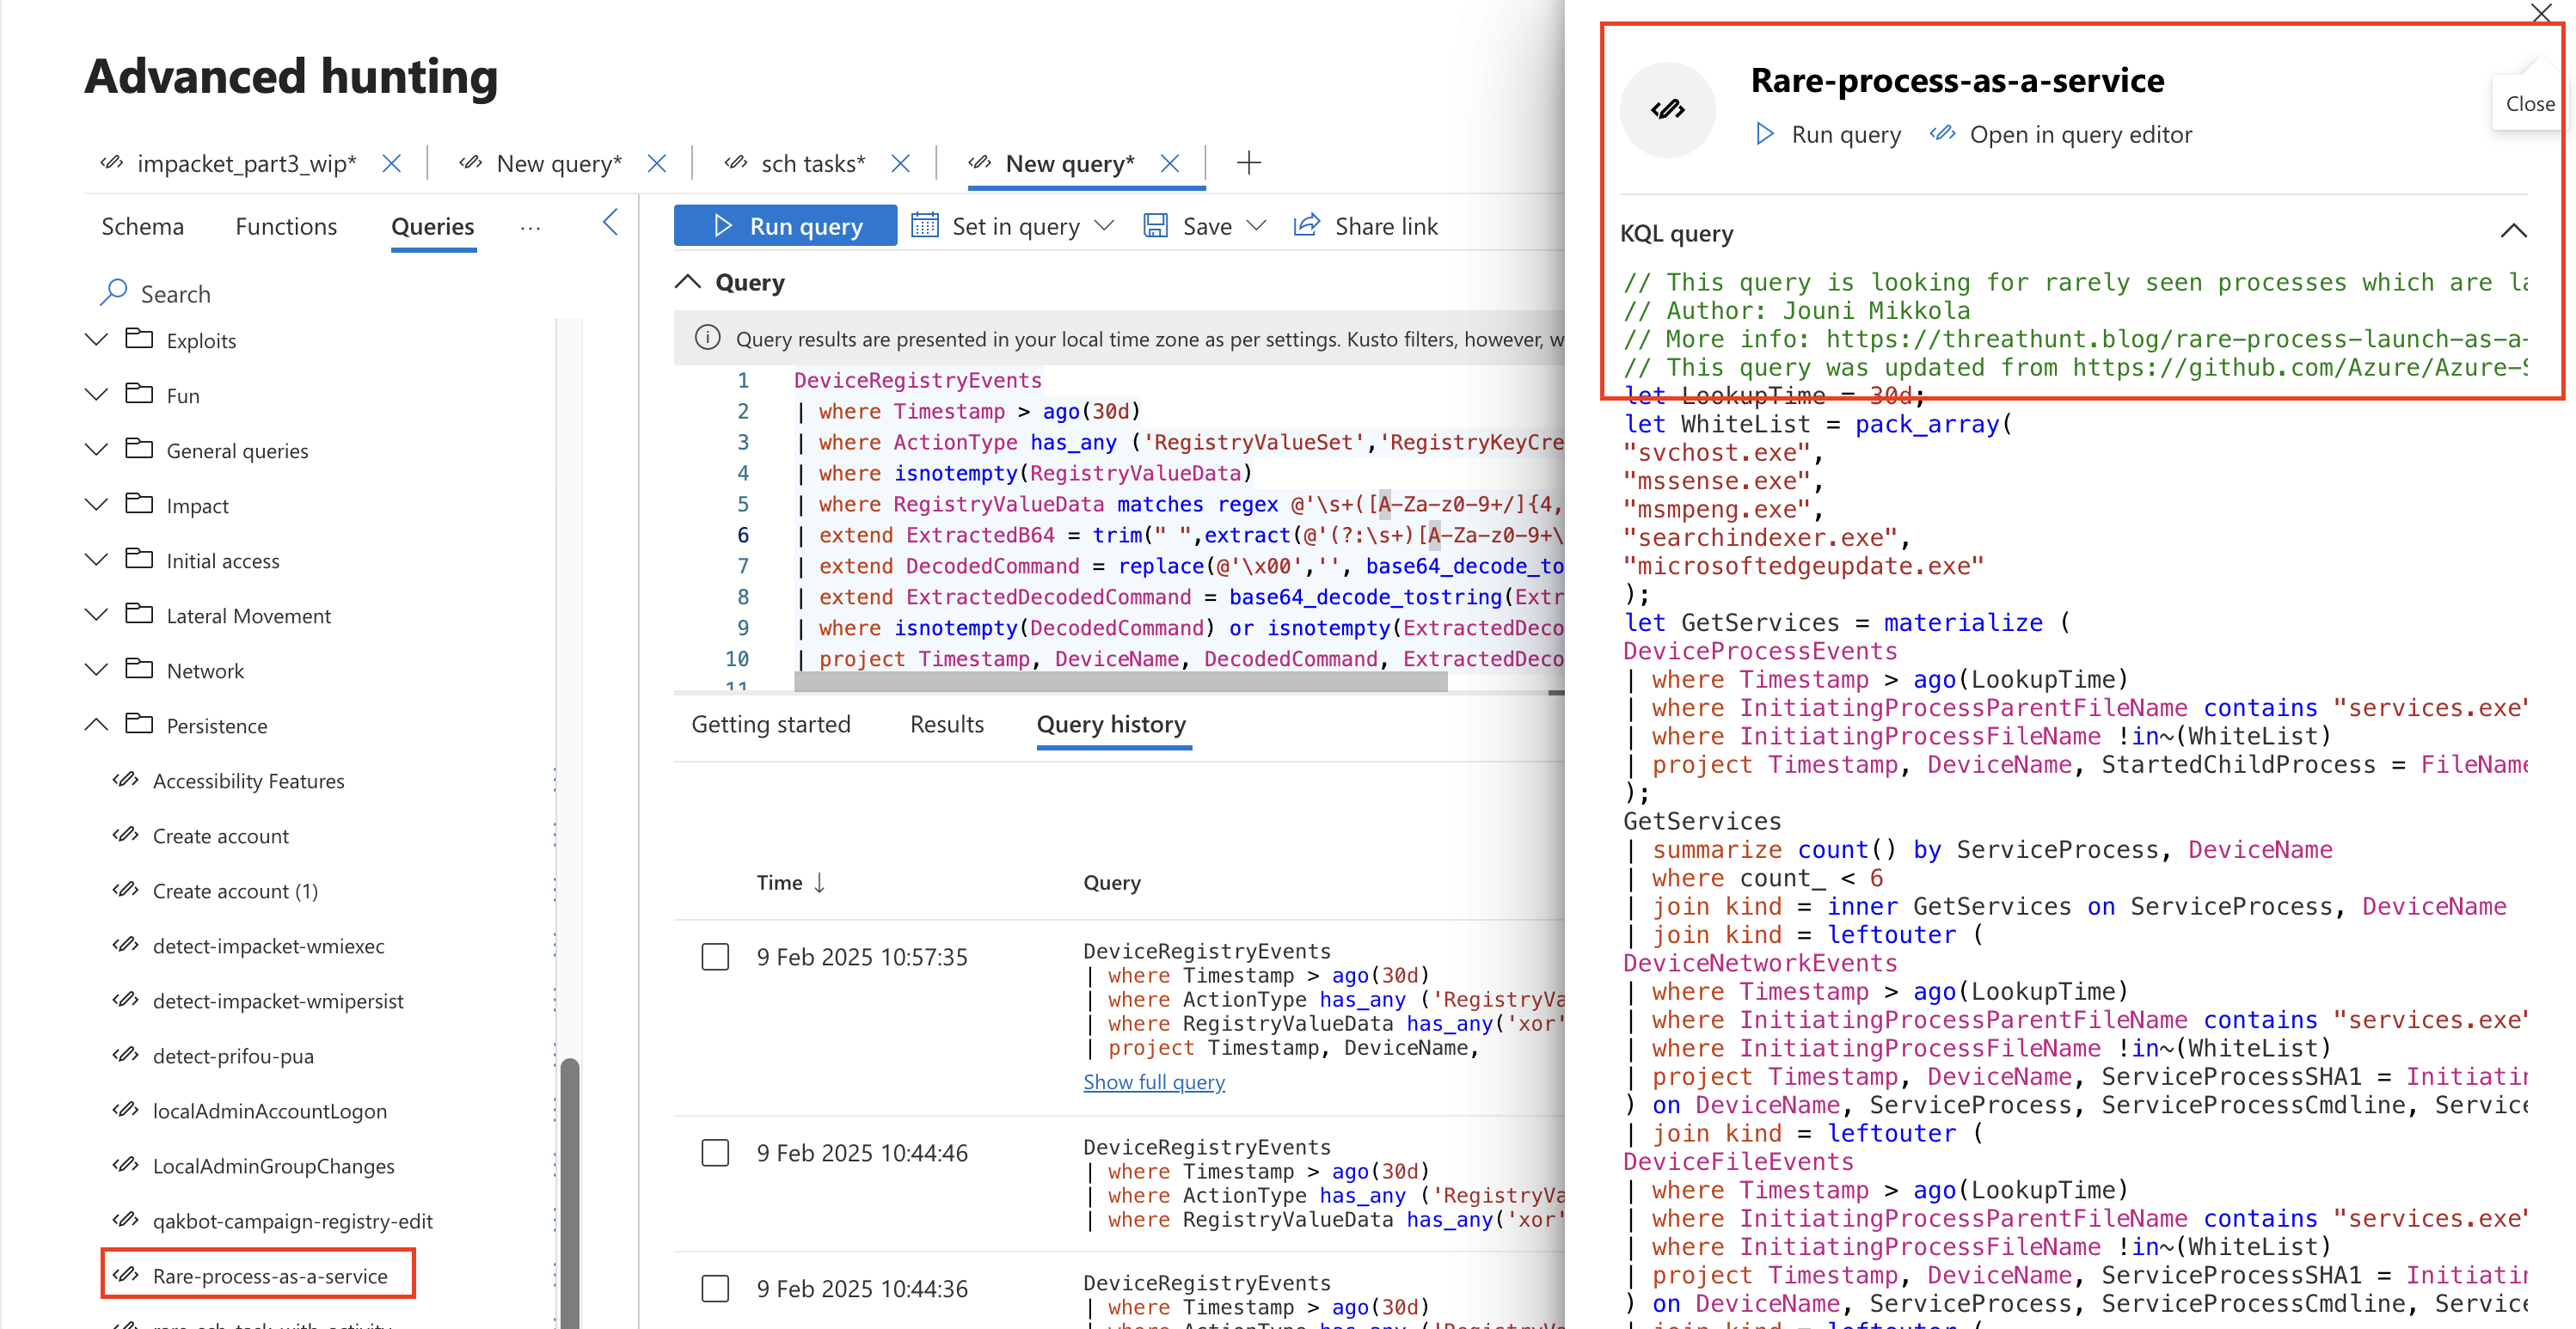 Advanced hunting
impacket_part3_wip*
New query*
sch tasks*
New query*
Schema
Functions
Queries
...
Search
Exploits
Fun
General queries
Impact
Initial access
Lateral Movement
Network
Persistence
Accessibility Features
Create account
Create account (1)
detect-impacket-wmiexec
detect-impacket-wmipersist
detect-prifou-pua
localAdminAccountLogon
LocalAdminGroupChanges
qakbot-campaign-registry-edit
Rare-process-as-a-service
Run query
Set in query
Save
Share link
Query
Query results are presented in your local time zone as per settings. Kusto filters, however, w
1 DeviceRegistryEvents
2 | where Timestamp > ago(30d)
3 | where ActionType has_any ('RegistryValueSet','RegistryKeyCre
4 | where isnotempty(RegistryValueData)
5 | where RegistryValueData matches regex @'\s+([A-Za-z0-9+/]{4,
6 | extend ExtractedB64 = trim(" ",extract(@'(?:\s+)[A-Za-z0-9+\
7 | extend DecodedCommand = replace(@'\x00','', base64_decode_to
8 | extend ExtractedDecodedCommand = base64_decode_tostring(Extr
9 | where isnotempty(DecodedCommand) or isnotempty(ExtractedDeco
10 | project Timestamp, DeviceName, DecodedCommand, ExtractedDeco
11
Getting started
Results
Query history
Time ↓
Query
9 Feb 2025 10:57:35
DeviceRegistryEvents
| where Timestamp > ago(30d)
| where ActionType has_any ('RegistryVa
| where RegistryValueData has_any('xor'
| project Timestamp, DeviceName,
Show full query
9 Feb 2025 10:44:46
DeviceRegistryEvents
| where Timestamp > ago(30d)
| where ActionType has_any ('RegistryVa
| where RegistryValueData has_any('xor'
9 Feb 2025 10:44:36
DeviceRegistryEvents
| where Timestamp > ago(30d)
Rare-process-as-a-service
Run query
Open in query editor
Close
KQL query
// This query is looking for rarely seen processes which are la
// Author: Jouni Mikkola
// More info: https://threathunt.blog/rare-process-launch-as-a-
// This query was updated from https://github.com/Azure/Azure-S
let LookupTime = 30d;
let WhiteList = pack_array(
"svchost.exe",
"mssense.exe",
"msmpeng.exe",
"searchindexer.exe",
"microsoftedgeupdate.exe"
);
let GetServices = materialize (
DeviceProcessEvents
| where Timestamp > ago(LookupTime)
| where InitiatingProcessParentFileName contains "services.exe"
| where InitiatingProcessFileName !in~(WhiteList)
| project Timestamp, DeviceName, StartedChildProcess = FileName
);
GetServices
| summarize count() by ServiceProcess, DeviceName
| where count_ < 6
| join kind = inner GetServices on ServiceProcess, DeviceName
| join kind = leftouter (
DeviceNetworkEvents
| where Timestamp > ago(LookupTime)
| where InitiatingProcessParentFileName contains "services.exe"
| where InitiatingProcessFileName !in~(WhiteList)
| project Timestamp, DeviceName, ServiceProcessSHA1 = Initiatin
) on DeviceName, ServiceProcess, ServiceProcessCmdline, Service
| join kind = leftouter (
DeviceFileEvents
| where Timestamp > ago(LookupTime)
| where InitiatingProcessParentFileName contains "services.exe"
| where InitiatingProcessFileName !in~(WhiteList)
| project Timestamp, DeviceName, ServiceProcessSHA1 = Initiatin
) on DeviceName, ServiceProcess, ServiceProcessCmdline, Service